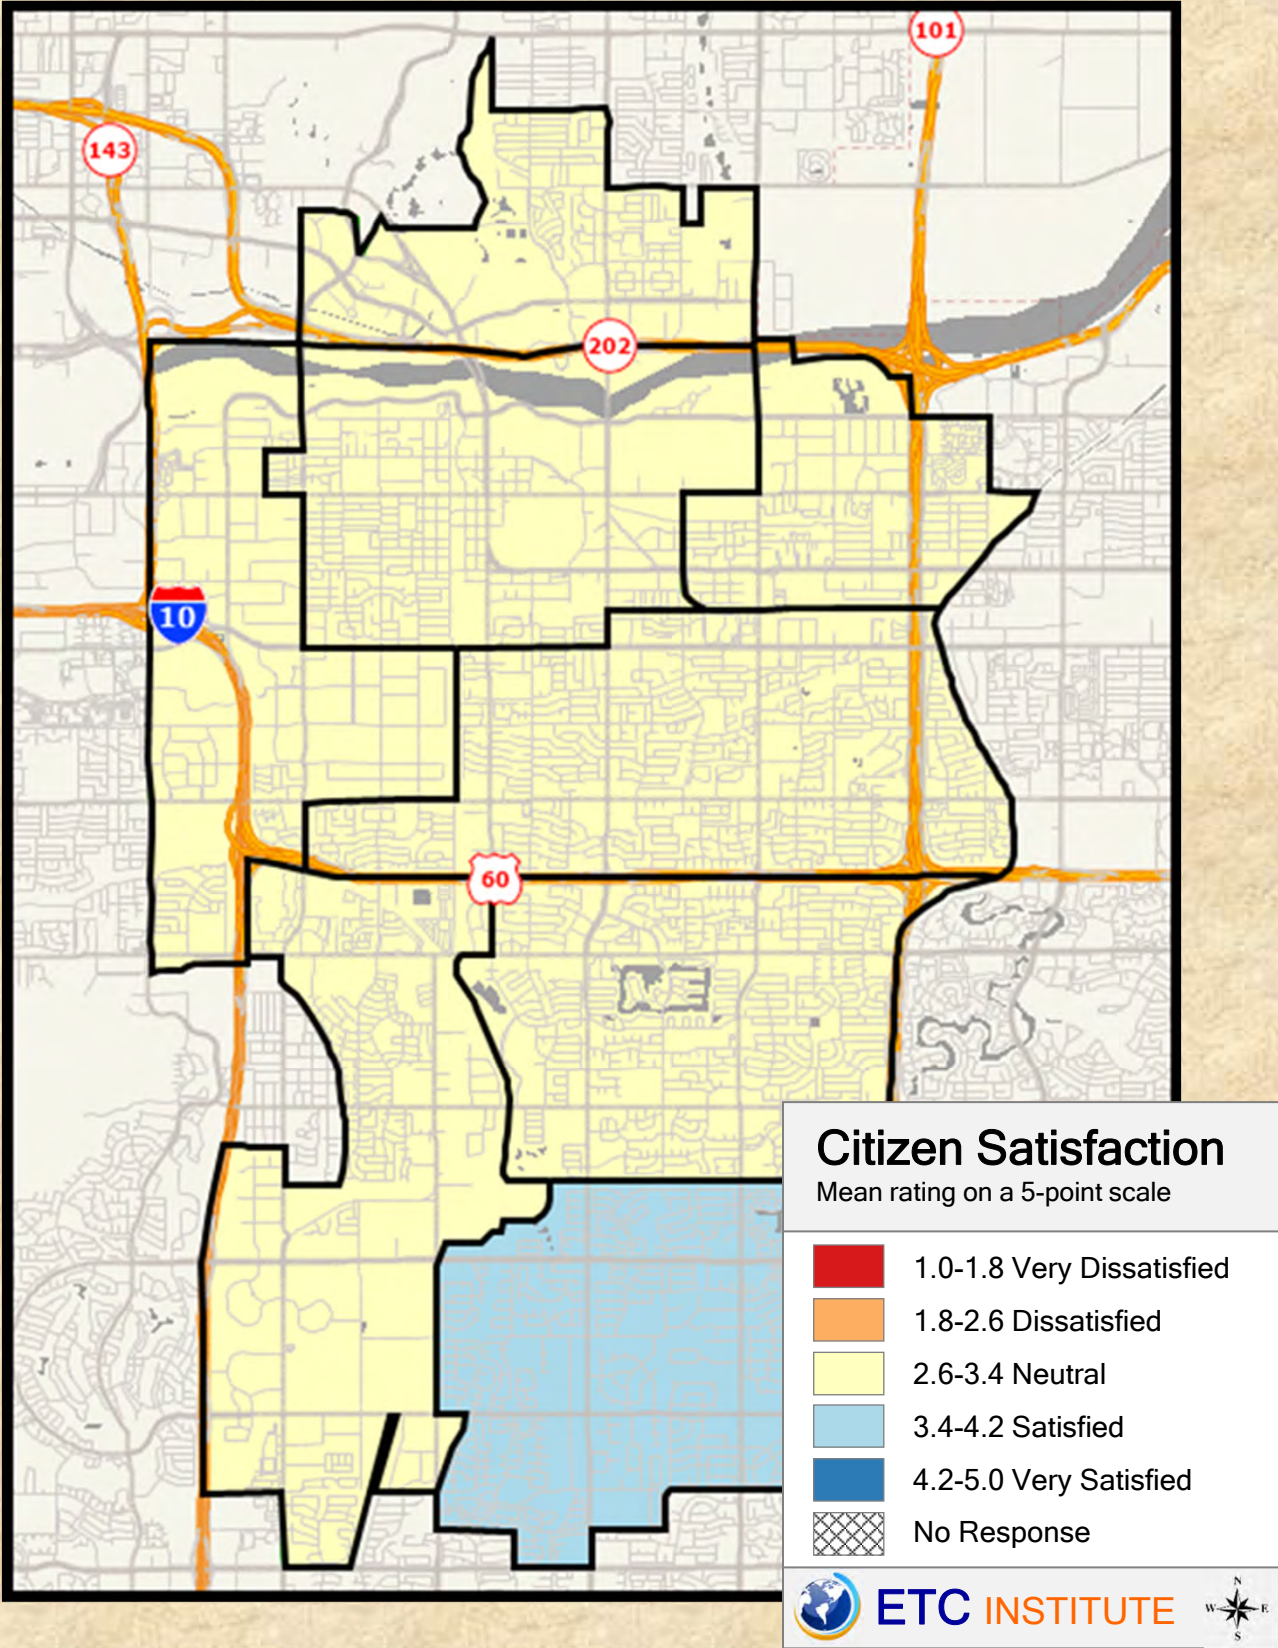 101
143
202
10
60
Citizen Satisfaction
Mean rating on a 5-point scale
1.0-1.8 Very Dissatisfied
1.8-2.6 Dissatisfied
2.6-3.4 Neutral
3.4-4.2 Satisfied
4.2-5.0 Very Satisfied
No Response
ETC INSTITUTE
N
W E
S